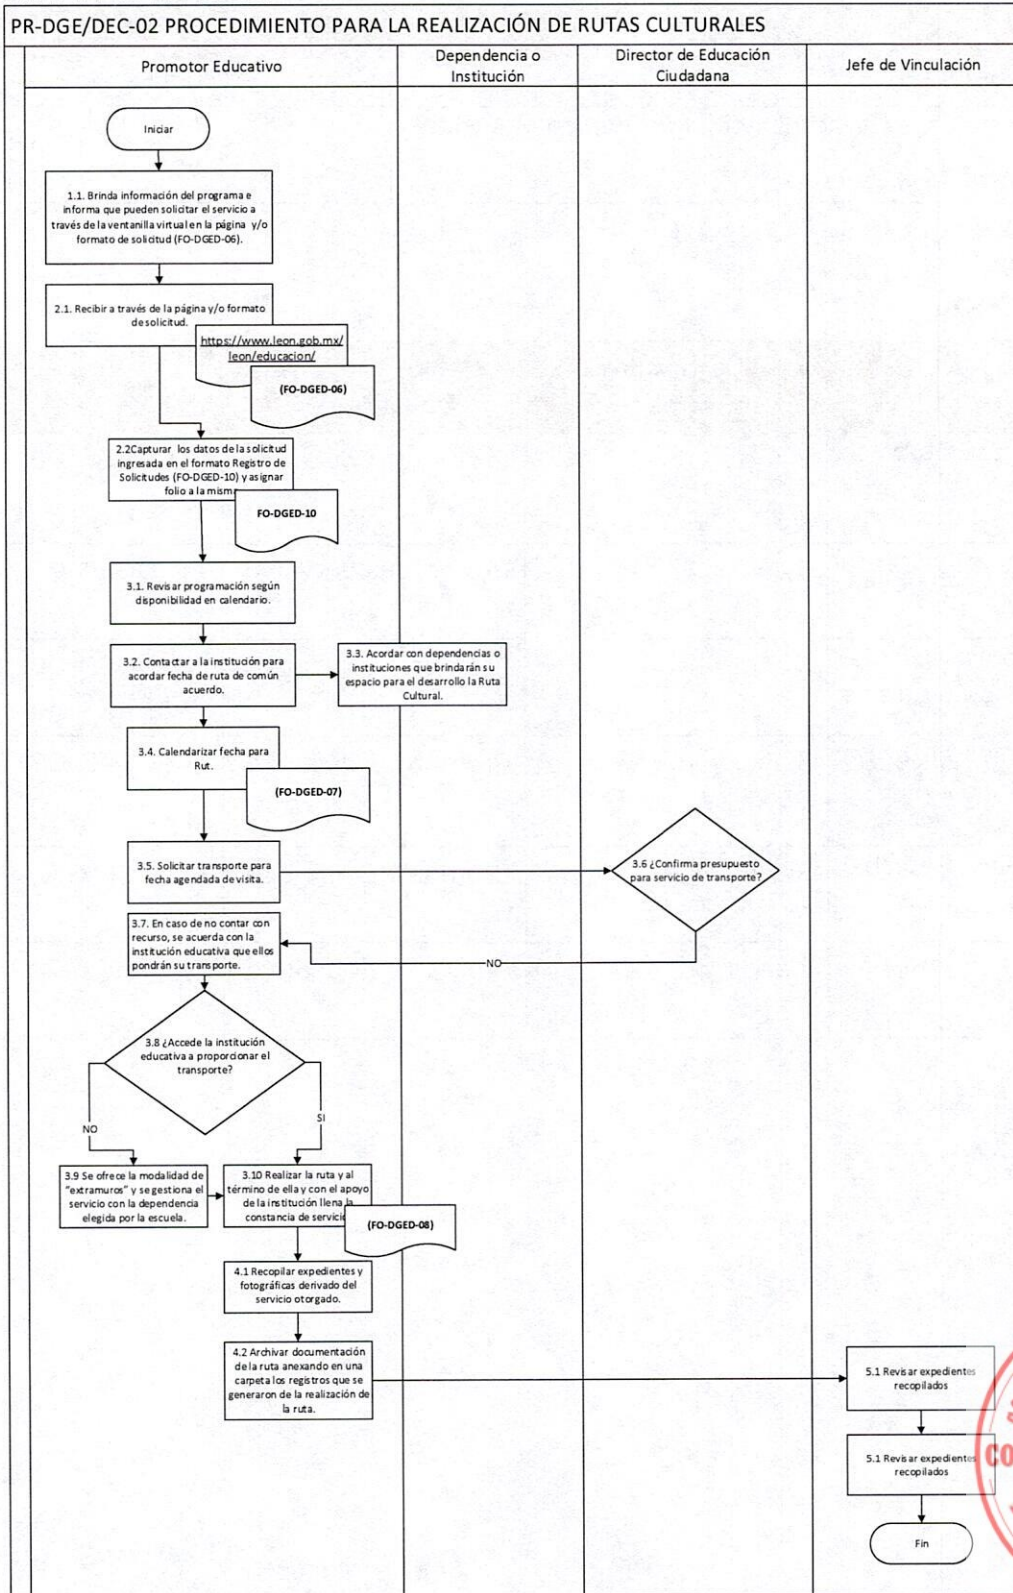 PR-DGE/DEC-02 PROCEDIMIENTO PARA LA REALIZACIÓN DE RUTAS CULTURALES
Promotor Educativo
Dependencia o
Institución
Director de Educación
Ciudadana
Jefe de Vinculación
Iniciar
1.1. Brinda información del programa e
informa que pueden solicitar el servicio a
través de la ventanilla virtual en la página y/o
formato de solicitud (FO-DGED-06).
2.1. Recibir a través de la página y/o formato
de solicitud.
https://www.leon.gob.mx/
leon/educacion/
(FO-DGED-06)
2.2Capturar los datos de la solicitud
ingresada en el formato Registro de
Solicitudes (FO-DGED-10) y asignar
folio a la mism
FO-DGED-10
3.1. Revisar programación según
disponibilidad en calendario.
3.2. Contactar a la institución para
acordar fecha de ruta de común
acuerdo.
3.3. Acordar con dependencias o
instituciones que brindarán su
espacio para el desarrollo la Ruta
Cultural.
3.4. Calendarizar fecha para
Rut.
(FO-DGED-07)
3.5. Solicitar transporte para
fecha agendada de visita.
3.6 ¿Confirma presupuesto
para servicio de transporte?
3.7. En caso de no contar con
recurso, se acuerda con la
institución educativa que ellos
pondrán su transporte.
NO
3.8 ¿Accede la institución
educativa a proporcionar el
transporte?
NO
SI
3.9 Se ofrece la modalidad de
"extramuros" y se gestiona el
servicio con la dependencia
elegida por la escuela.
3.10 Realizar la ruta y al
término de ella y con el apoyo
de la institución llena la
constancia de servici
(FO-DGED-08)
4.1 Recopilar expedientes y
fotográficas derivado del
servicio otorgado.
4.2 Archivar documentación
de la ruta anexando en una
carpeta los registros que se
generaron de la realización de
la ruta.
5.1 Revisar expedientes
recopilados
5.1 Revisar expedientes
recopilados
CO
Fin